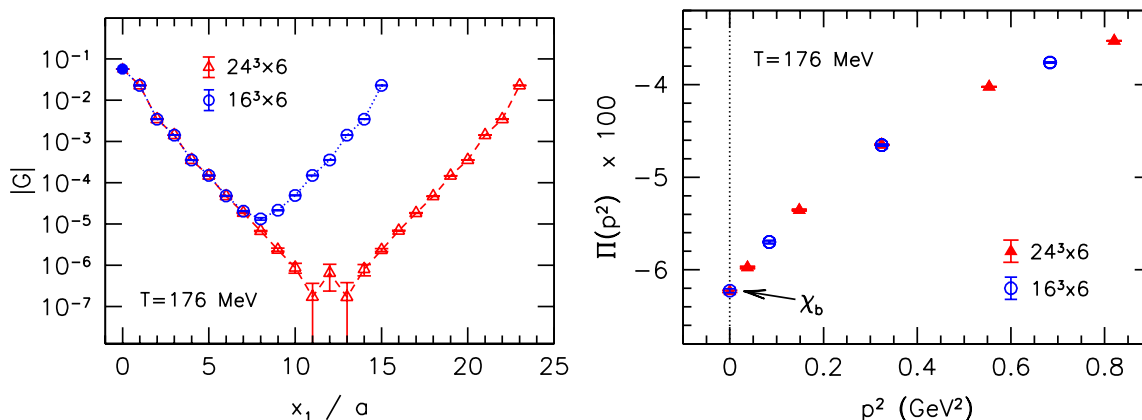 |G|
10⁻¹
10⁻²
10⁻³
10⁻⁴
10⁻⁵
10⁻⁶
10⁻⁷
24³×6
16³×6
T=176 MeV
0 5 10 15 20 25
x₁ / a
Π(p²) × 100
−4
−5
−6
T=176 MeV
24³×6
16³×6
χ_b
0 0.2 0.4 0.6 0.8
p² (GeV²)